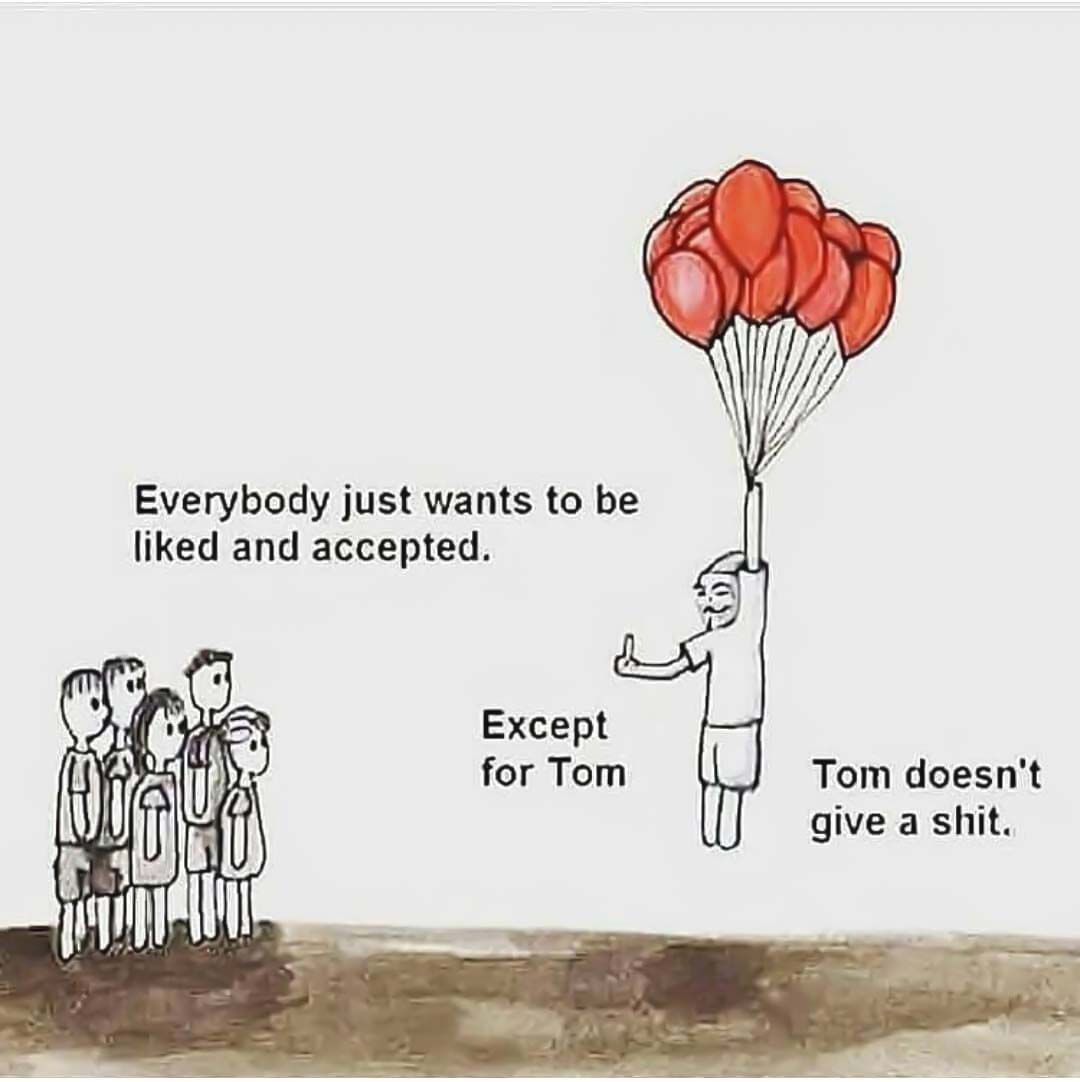 Everybody just wants to be
liked and accepted.
Except
for Tom
Tom doesn't
give a shit.